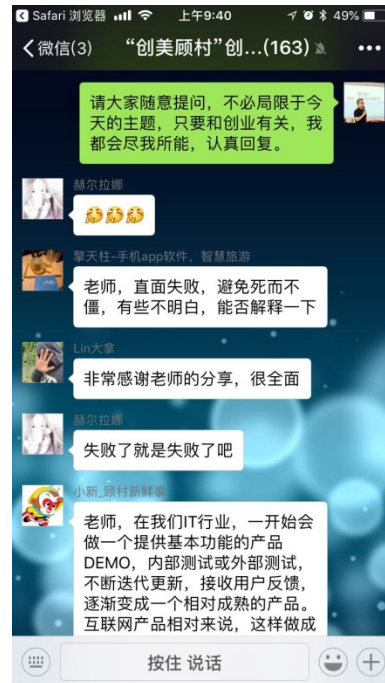 Safari 浏览器
上午9:40
49%
微信(3)
“创美顾村”创...(163)
请大家随意提问，不必局限于今
天的主题，只要和创业有关，我
都会尽我所能，认真回复。
赫尔拉娜
擎天柱-手机app软件，智慧旅游
老师，直面失败，避免死而不
僵，有些不明白，能否解释一下
Lin大拿
非常感谢老师的分享，很全面
赫尔拉娜
失败了就是失败了吧
小新_顾村新鲜事
老师，在我们IT行业，一开始会
做一个提供基本功能的产品
DEMO，内部测试或外部测试，
不断迭代更新，接收用户反馈，
逐渐变成一个相对成熟的产品。
互联网产品相对来说，这样做成
按住 说话